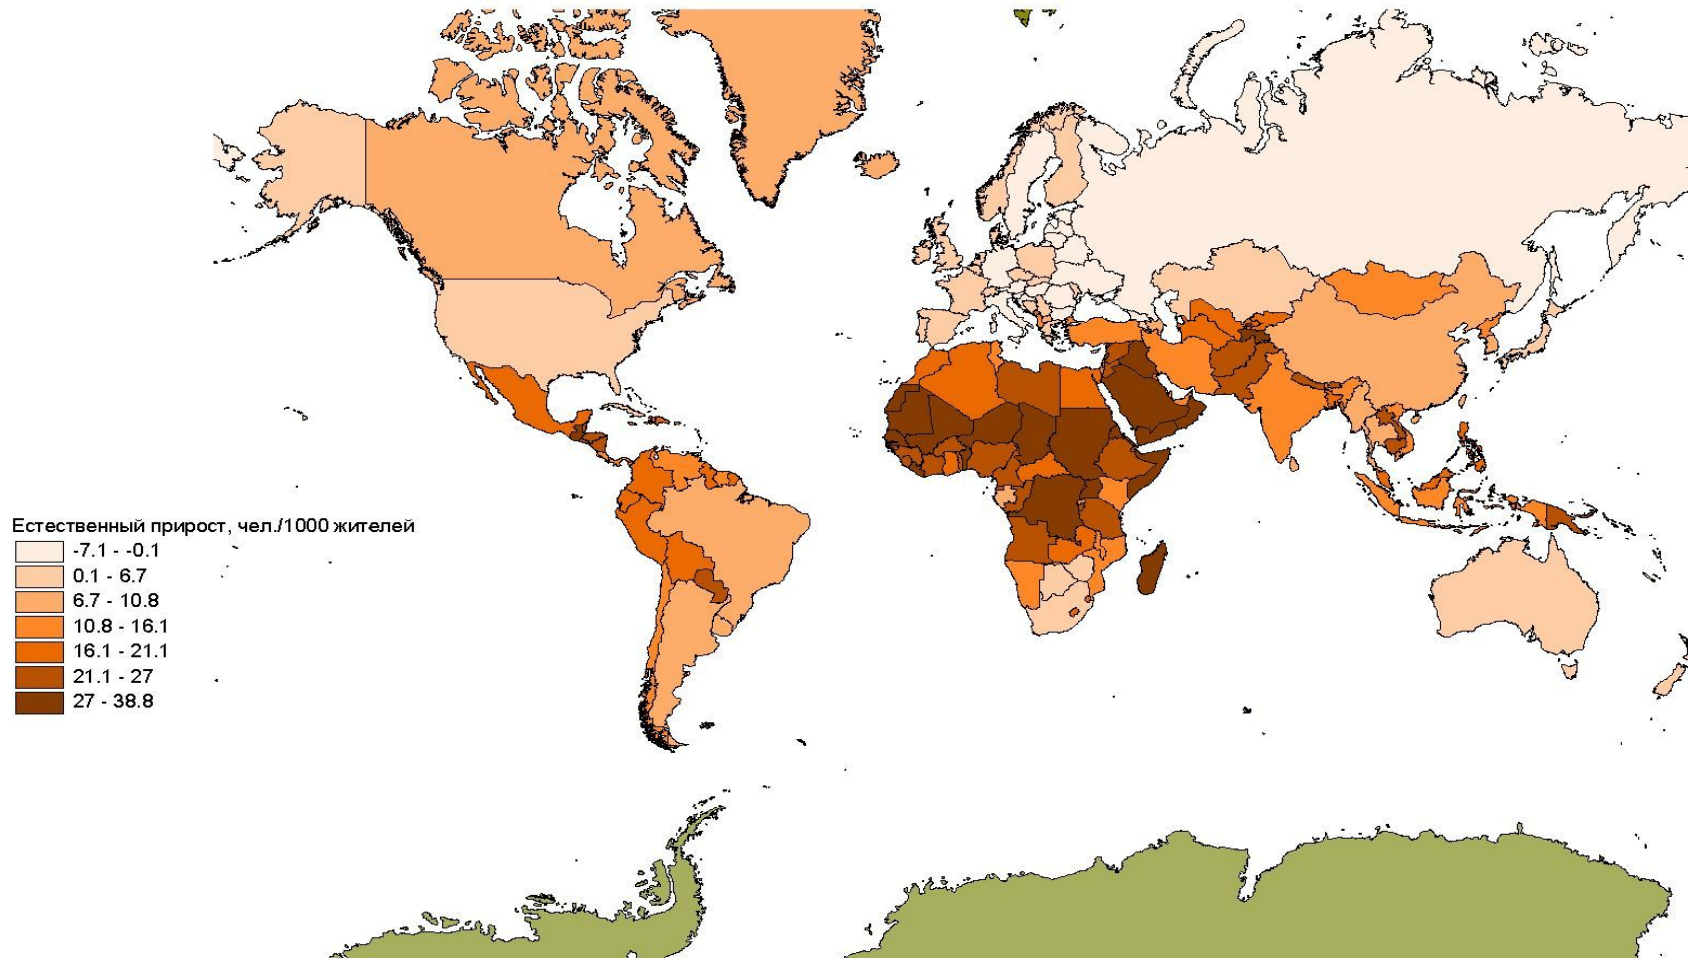 Естественный прирост, чел./1000 жителей
-7.1 - -0.1
0.1 - 6.7
6.7 - 10.8
10.8 - 16.1
16.1 - 21.1
21.1 - 27
27 - 38.8